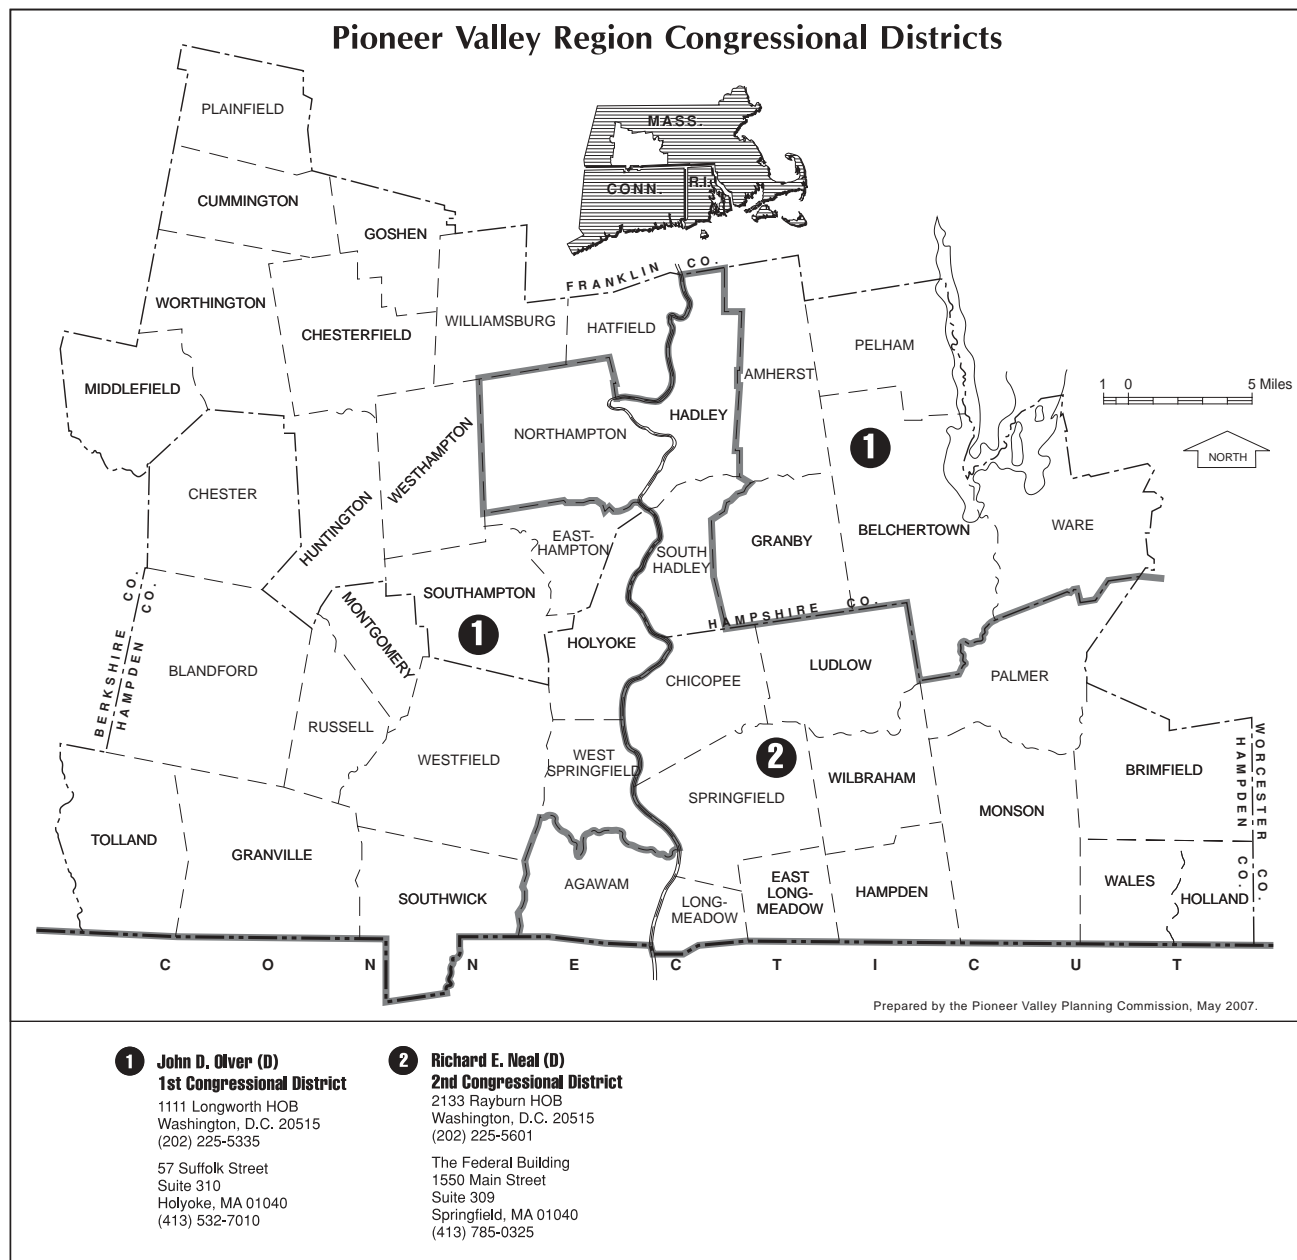 Pioneer Valley Region Congressional Districts
PLAINFIELD
MASS.
CONN.
R.I.
CUMMINGTON
GOSHEN
FRANKLIN CO.
WORTHINGTON
CHESTERFIELD
WILLIAMSBURG
HATFIELD
PELHAM
AMHERST
MIDDLEFIELD
1 0 5 Miles
HADLEY
NORTHAMPTON
WESTHAMPTON
1
NORTH
CHESTER
HUNTINGTON
EAST-
HAMPTON
SOUTH
HADLEY
GRANBY
BELCHERTOWN
WARE
BERKSHIRE CO.
HAMPDEN CO.
MONTGOMERY
SOUTHAMPTON
1
HAMPSHIRE CO.
HOLYOKE
BLANDFORD
CHICOPEE
LUDLOW
PALMER
RUSSELL
WESTFIELD
WEST
SPRINGFIELD
2
SPRINGFIELD
WILBRAHAM
BRIMFIELD
HAMPDEN CO.
WORCESTER CO.
MONSON
TOLLAND
GRANVILLE
SOUTHWICK
AGAWAM
LONG-
MEADOW
EAST
LONG-
MEADOW
HAMPDEN
WALES
HOLLAND
CONNECTICUT
Prepared by the Pioneer Valley Planning Commission, May 2007.
1 John D. Olver (D)
1st Congressional District
1111 Longworth HOB
Washington, D.C. 20515
(202) 225-5335
57 Suffolk Street
Suite 310
Holyoke, MA 01040
(413) 532-7010
2 Richard E. Neal (D)
2nd Congressional District
2133 Rayburn HOB
Washington, D.C. 20515
(202) 225-5601
The Federal Building
1550 Main Street
Suite 309
Springfield, MA 01040
(413) 785-0325